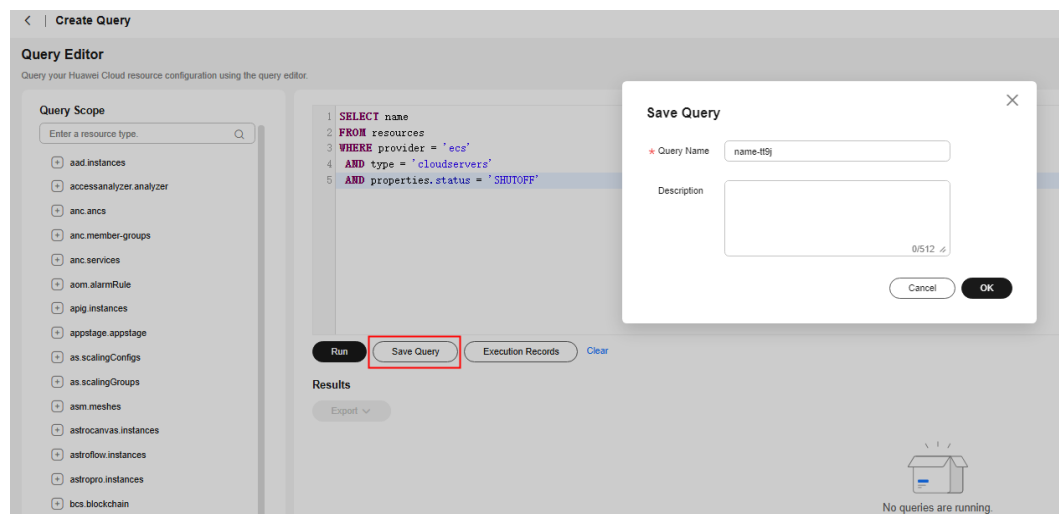 Create Query
Query Editor
Query your Huawei Cloud resource configuration using the query editor.
Query Scope
Enter a resource type.
aad.instances
accessanalyzer.analyzer
anc.ancs
anc.member-groups
anc.services
aom.alarmRule
apig.instances
appstage.appstage
as.scalingConfigs
as.scalingGroups
asm.meshes
astrocanvas.instances
astroflow.instances
astropro.instances
bcs.blockchain
1 SELECT name
2 FROM resources
3 WHERE provider = 'ecs'
4 AND type = 'cloudservers'
5 AND properties.status = 'SHUTOFF'
Run Save Query Execution Records Clear
Results
Export
No queries are running.
Save Query
* Query Name name-tt9j
Description
0/512
Cancel OK